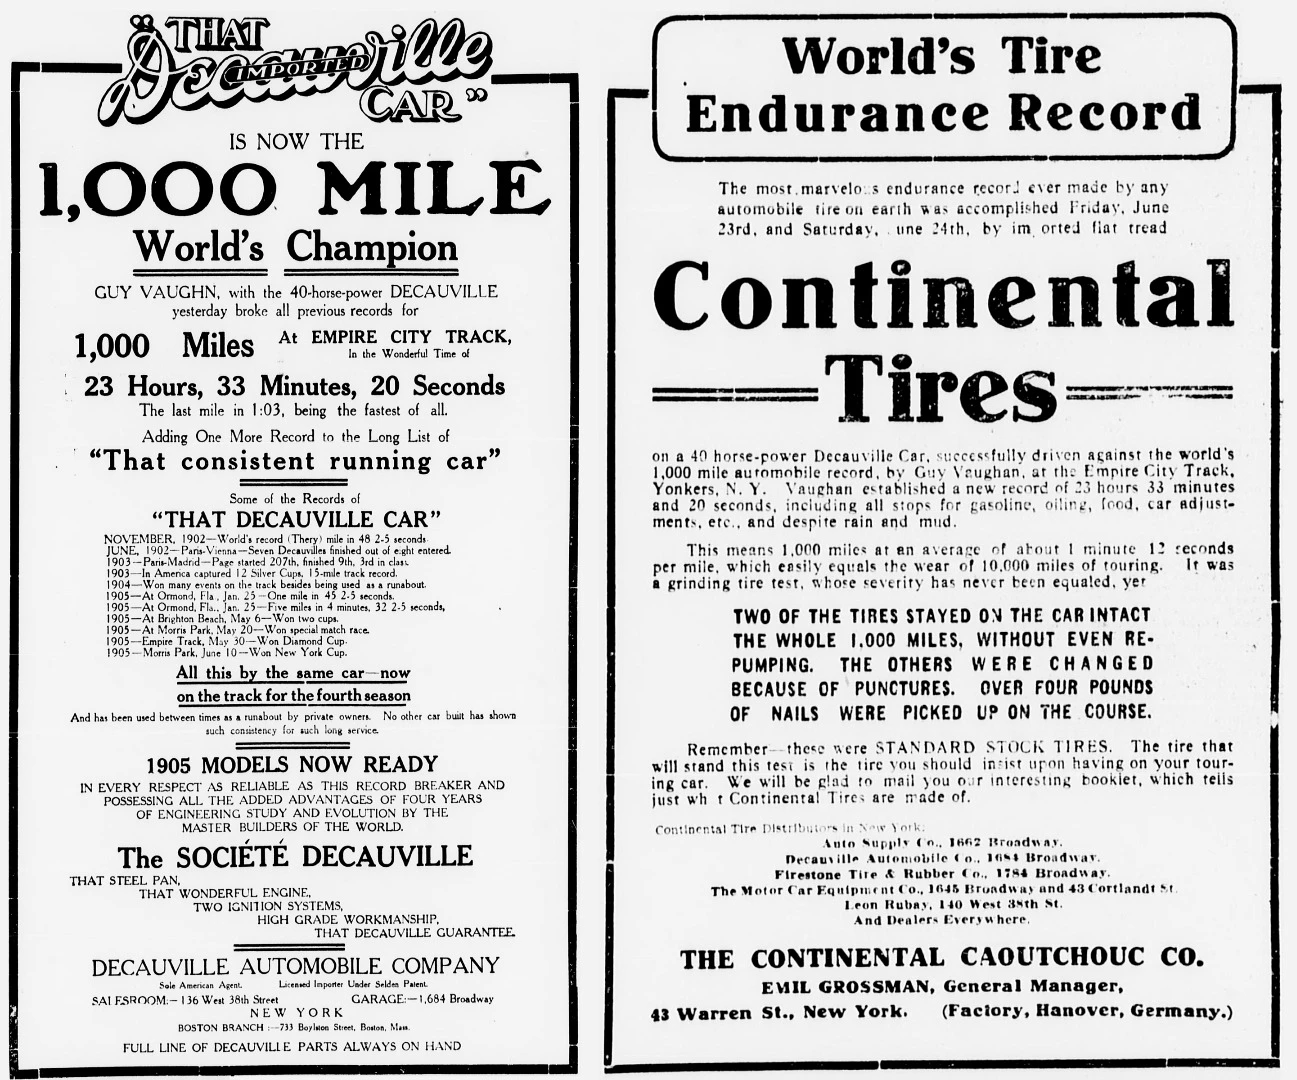 "THAT
Decauville
IMPORTED
CAR"
IS NOW THE
1,000 MILE
World's Champion
GUY VAUGHN, with the 40-horse-power DECAUVILLE
yesterday broke all previous records for
1,000 Miles At EMPIRE CITY TRACK,
In the Wonderful Time of
23 Hours, 33 Minutes, 20 Seconds
The last mile in 1:03, being the fastest of all.
Adding One More Record to the Long List of
"That consistent running car"
Some of the Records of
"THAT DECAUVILLE CAR"
NOVEMBER, 1902—World's record (Thery) mile in 48 2-5 seconds.
JUNE, 1902—Paris-Vienna—Seven Decauvilles finished out of eight entered.
1903—Paris-Madrid—Page started 207th, finished 9th, 3rd in class.
1903—In America captured 12 Silver Cups, 15-mile track record.
1904—Won many events on the track besides being used as a runabout.
1905—At Ormond, Fla., Jan. 25—One mile in 45 2-5 seconds.
1905—At Ormond, Fla., Jan. 25—Five miles in 4 minutes, 32 2-5 seconds,
1905—At Brighton Beach, May 6—Won two cups.
1905—At Morris Park, May 20—Won special match race.
1905—Empire Track, May 30—Won Diamond Cup.
1905—Morris Park, June 10—Won New York Cup.
All this by the same car—now
on the track for the fourth season
And has been used between times as a runabout by private owners. No other car built has shown
such consistency for such long service.
1905 MODELS NOW READY
IN EVERY RESPECT AS RELIABLE AS THIS RECORD BREAKER AND
POSSESSING ALL THE ADDED ADVANTAGES OF FOUR YEARS
OF ENGINEERING STUDY AND EVOLUTION BY THE
MASTER BUILDERS OF THE WORLD.
The SOCIÉTÉ DECAUVILLE
THAT STEEL PAN,
THAT WONDERFUL ENGINE,
TWO IGNITION SYSTEMS,
HIGH GRADE WORKMANSHIP,
THAT DECAUVILLE GUARANTEE.
DECAUVILLE AUTOMOBILE COMPANY
Sole American Agent. Licensed Importer Under Selden Patent.
SALESROOM:—136 West 38th Street GARAGE:—1,684 Broadway
NEW YORK
BOSTON BRANCH:—733 Boylston Street, Boston, Mass.
FULL LINE OF DECAUVILLE PARTS ALWAYS ON HAND
World's Tire
Endurance Record
The most marvelous endurance record ever made by any
automobile tire on earth was accomplished Friday, June
23rd, and Saturday, June 24th, by imported flat tread
Continental
Tires
on a 40 horse-power Decauville Car, successfully driven against the world's
1,000 mile automobile record, by Guy Vaughan, at the Empire City Track,
Yonkers, N. Y. Vaughan established a new record of 23 hours 33 minutes
and 20 seconds, including all stops for gasoline, oiling, food, car adjust-
ments, etc., and despite rain and mud.
This means 1,000 miles at an average of about 1 minute 12 seconds
per mile, which easily equals the wear of 10,000 miles of touring. It was
a grinding tire test, whose severity has never been equaled, yet
TWO OF THE TIRES STAYED ON THE CAR INTACT
THE WHOLE 1,000 MILES, WITHOUT EVEN RE-
PUMPING. THE OTHERS WERE CHANGED
BECAUSE OF PUNCTURES. OVER FOUR POUNDS
OF NAILS WERE PICKED UP ON THE COURSE.
Remember—these were STANDARD STOCK TIRES. The tire that
will stand this test is the tire you should insist upon having on your tour-
ing car. We will be glad to mail you our interesting booklet, which tells
just what Continental Tires are made of.
Continental Tire Distributors in New York:
Auto Supply Co., 1662 Broadway.
Decauville Automobile Co., 1684 Broadway.
Firestone Tire & Rubber Co., 1784 Broadway.
The Motor Car Equipment Co., 1645 Broadway and 43 Cortlandt St.
Leon Rubay, 140 West 38th St.
And Dealers Everywhere.
THE CONTINENTAL CAOUTCHOUC CO.
EMIL GROSSMAN, General Manager,
43 Warren St., New York. (Factory, Hanover, Germany.)